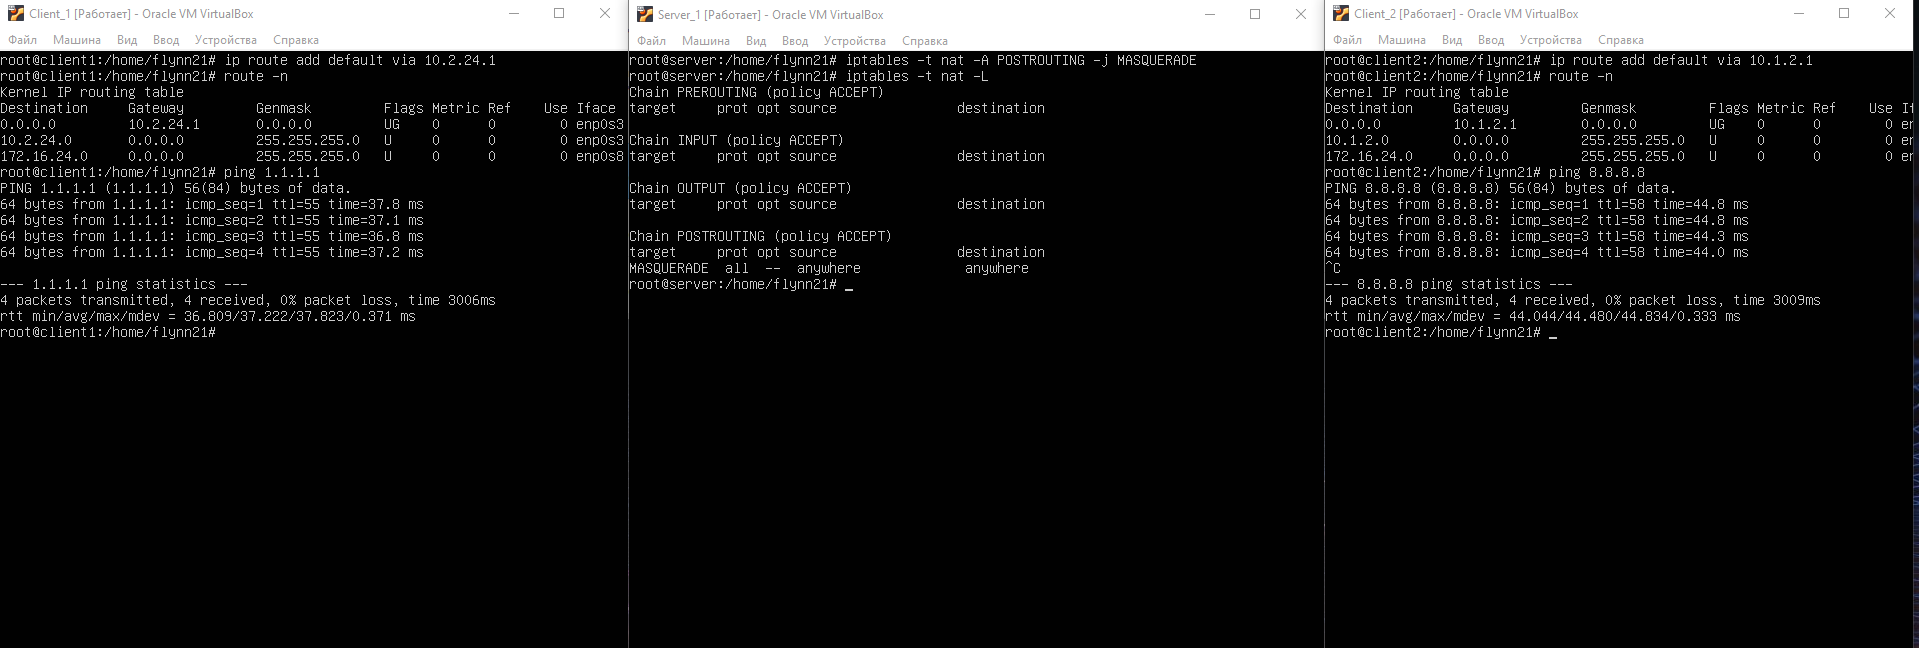 Client_1 [Работает] - Oracle VM VirtualBox
Файл Машина Вид Ввод Устройства Справка
root@client1:/home/flynn21# ip route add default via 10.2.24.1
root@client1:/home/flynn21# route -n
Kernel IP routing table
Destination Gateway Genmask Flags Metric Ref Use Iface
0.0.0.0 10.2.24.1 0.0.0.0 UG 0 0 0 enp0s3
10.2.24.0 0.0.0.0 255.255.255.0 U 0 0 0 enp0s3
172.16.24.0 0.0.0.0 255.255.255.0 U 0 0 0 enp0s8
root@client1:/home/flynn21# ping 1.1.1.1
PING 1.1.1.1 (1.1.1.1) 56(84) bytes of data.
64 bytes from 1.1.1.1: icmp_seq=1 ttl=55 time=37.8 ms
64 bytes from 1.1.1.1: icmp_seq=2 ttl=55 time=37.1 ms
64 bytes from 1.1.1.1: icmp_seq=3 ttl=55 time=36.8 ms
64 bytes from 1.1.1.1: icmp_seq=4 ttl=55 time=37.2 ms
--- 1.1.1.1 ping statistics ---
4 packets transmitted, 4 received, 0% packet loss, time 3006ms
rtt min/avg/max/mdev = 36.809/37.222/37.823/0.371 ms
root@client1:/home/flynn21#
Server_1 [Работает] - Oracle VM VirtualBox
Файл Машина Вид Ввод Устройства Справка
root@server:/home/flynn21# iptables -t nat -A POSTROUTING -j MASQUERADE
root@server:/home/flynn21# iptables -t nat -L
Chain PREROUTING (policy ACCEPT)
target prot opt source destination
Chain INPUT (policy ACCEPT)
target prot opt source destination
Chain OUTPUT (policy ACCEPT)
target prot opt source destination
Chain POSTROUTING (policy ACCEPT)
target prot opt source destination
MASQUERADE all -- anywhere anywhere
root@server:/home/flynn21# _
Client_2 [Работает] - Oracle VM VirtualBox
Файл Машина Вид Ввод Устройства Справка
root@client2:/home/flynn21# ip route add default via 10.1.2.1
root@client2:/home/flynn21# route -n
Kernel IP routing table
Destination Gateway Genmask Flags Metric Ref Use If
0.0.0.0 10.1.2.1 0.0.0.0 UG 0 0 0 en
10.1.2.0 0.0.0.0 255.255.255.0 U 0 0 0 en
172.16.24.0 0.0.0.0 255.255.255.0 U 0 0 0 en
root@client2:/home/flynn21# ping 8.8.8.8
PING 8.8.8.8 (8.8.8.8) 56(84) bytes of data.
64 bytes from 8.8.8.8: icmp_seq=1 ttl=58 time=44.8 ms
64 bytes from 8.8.8.8: icmp_seq=2 ttl=58 time=44.8 ms
64 bytes from 8.8.8.8: icmp_seq=3 ttl=58 time=44.3 ms
64 bytes from 8.8.8.8: icmp_seq=4 ttl=58 time=44.0 ms
^C
--- 8.8.8.8 ping statistics ---
4 packets transmitted, 4 received, 0% packet loss, time 3009ms
rtt min/avg/max/mdev = 44.044/44.480/44.834/0.333 ms
root@client2:/home/flynn21# _